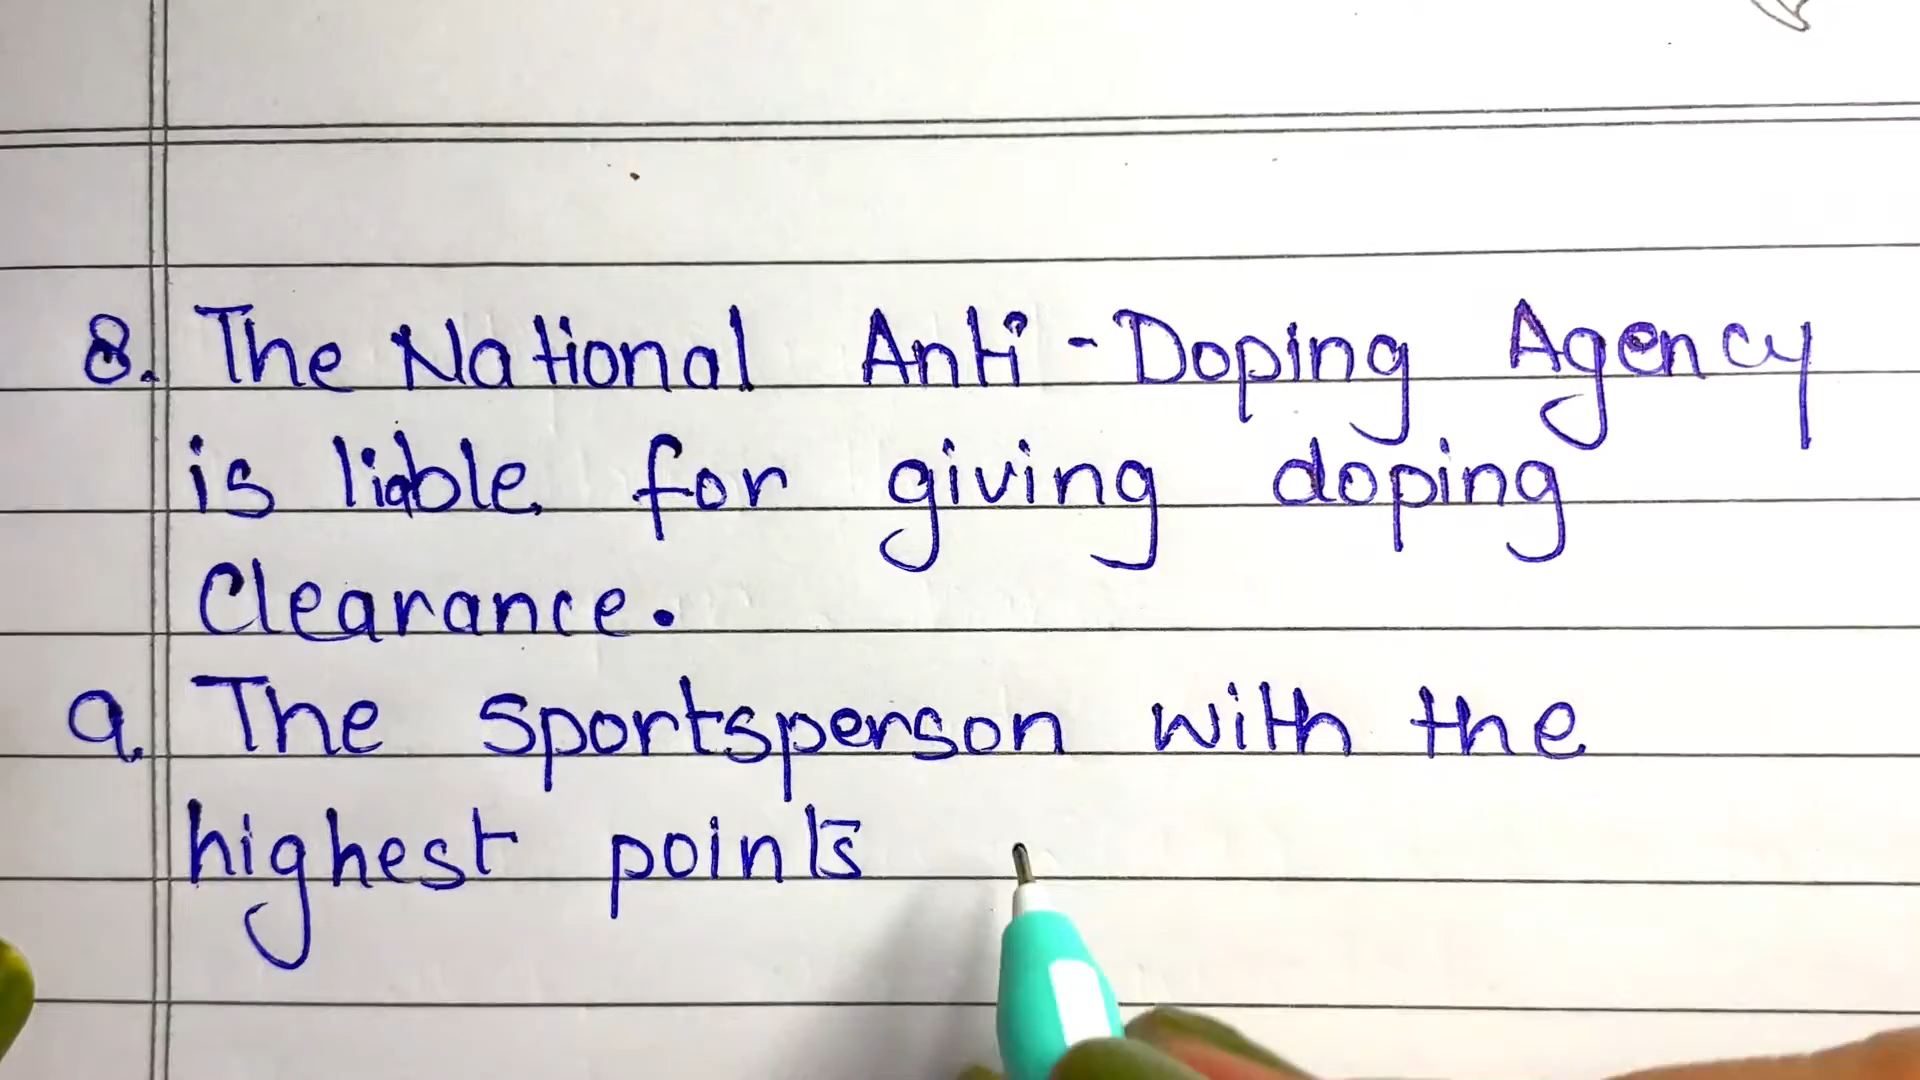 8. The National Anti-Doping Agency
is liable for giving doping
Clearance.
9. The sportsperson with the
highest points